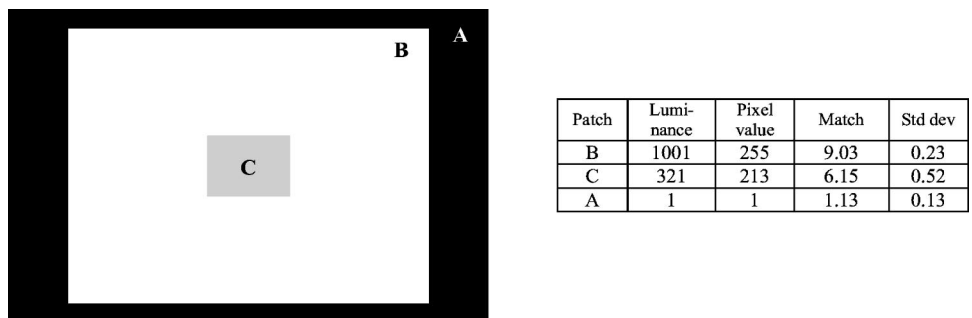 A
B
C
Patch Lumi-nance Pixel value Match Std dev
B 1001 255 9.03 0.23
C 321 213 6.15 0.52
A 1 1 1.13 0.13